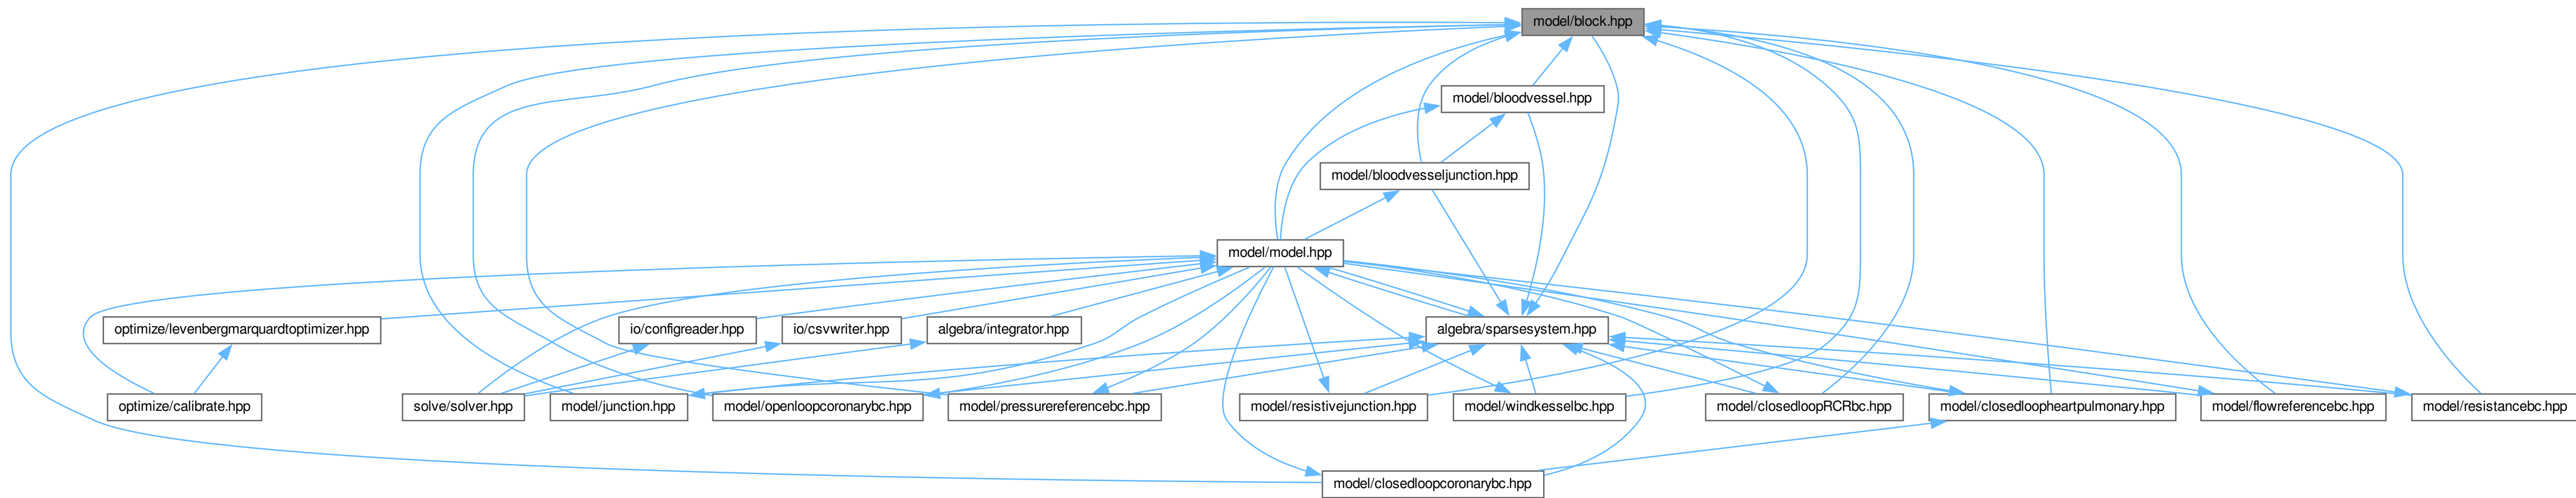 model/block.hpp
model/bloodvessel.hpp
model/bloodvesseljunction.hpp
model/model.hpp
optimize/levenbergmarquardtoptimizer.hpp
io/configreader.hpp
io/csvwriter.hpp
algebra/integrator.hpp
algebra/sparsesystem.hpp
optimize/calibrate.hpp
solve/solver.hpp
model/junction.hpp
model/openloopcoronarybc.hpp
model/pressurereferencebc.hpp
model/resistivejunction.hpp
model/windkesselbc.hpp
model/closedloopRCRbc.hpp
model/closedloopheartpulmonary.hpp
model/flowreferencebc.hpp
model/resistancebc.hpp
model/closedloopcoronarybc.hpp